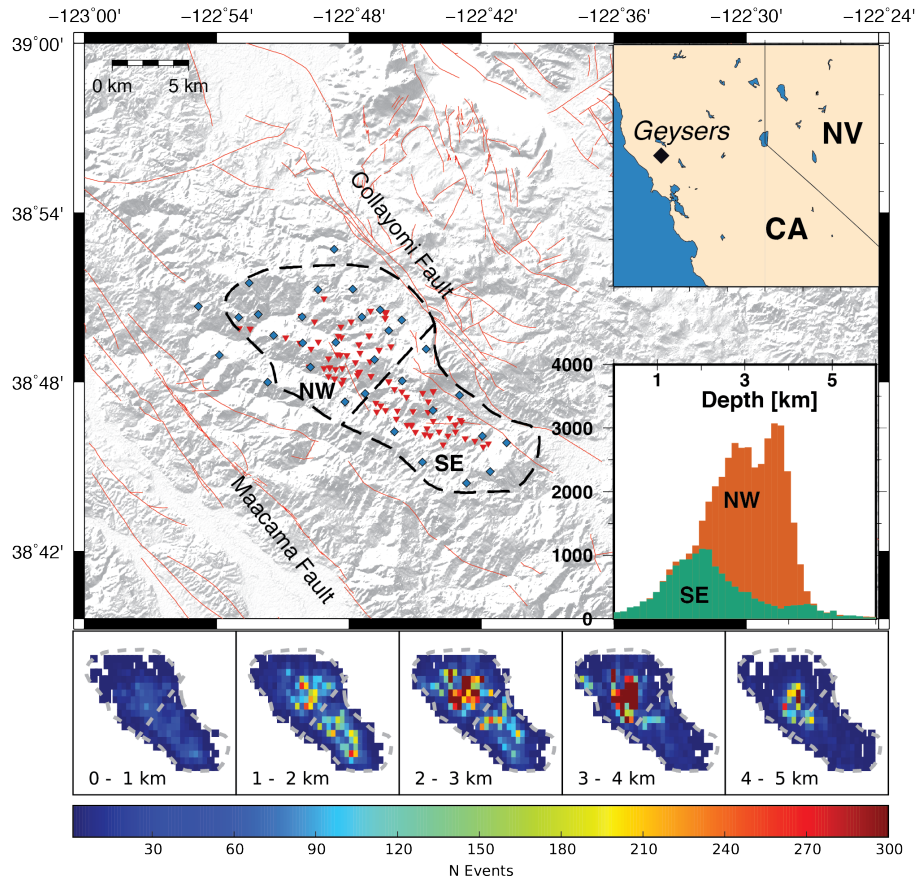 −123˚00' −122˚54' −122˚48' −122˚42' −122˚36' −122˚30' −122˚24'
39˚00'
0 km 5 km
Geysers
NV
CA
38˚54'
Collayomi Fault
38˚48'
NW
SE
Maacama Fault
38˚42'
1 3 5
Depth [km]
4000
3000
2000
1000
0
NW
SE
0 - 1 km
1 - 2 km
2 - 3 km
3 - 4 km
4 - 5 km
30 60 90 120 150 180 210 240 270 300
N Events